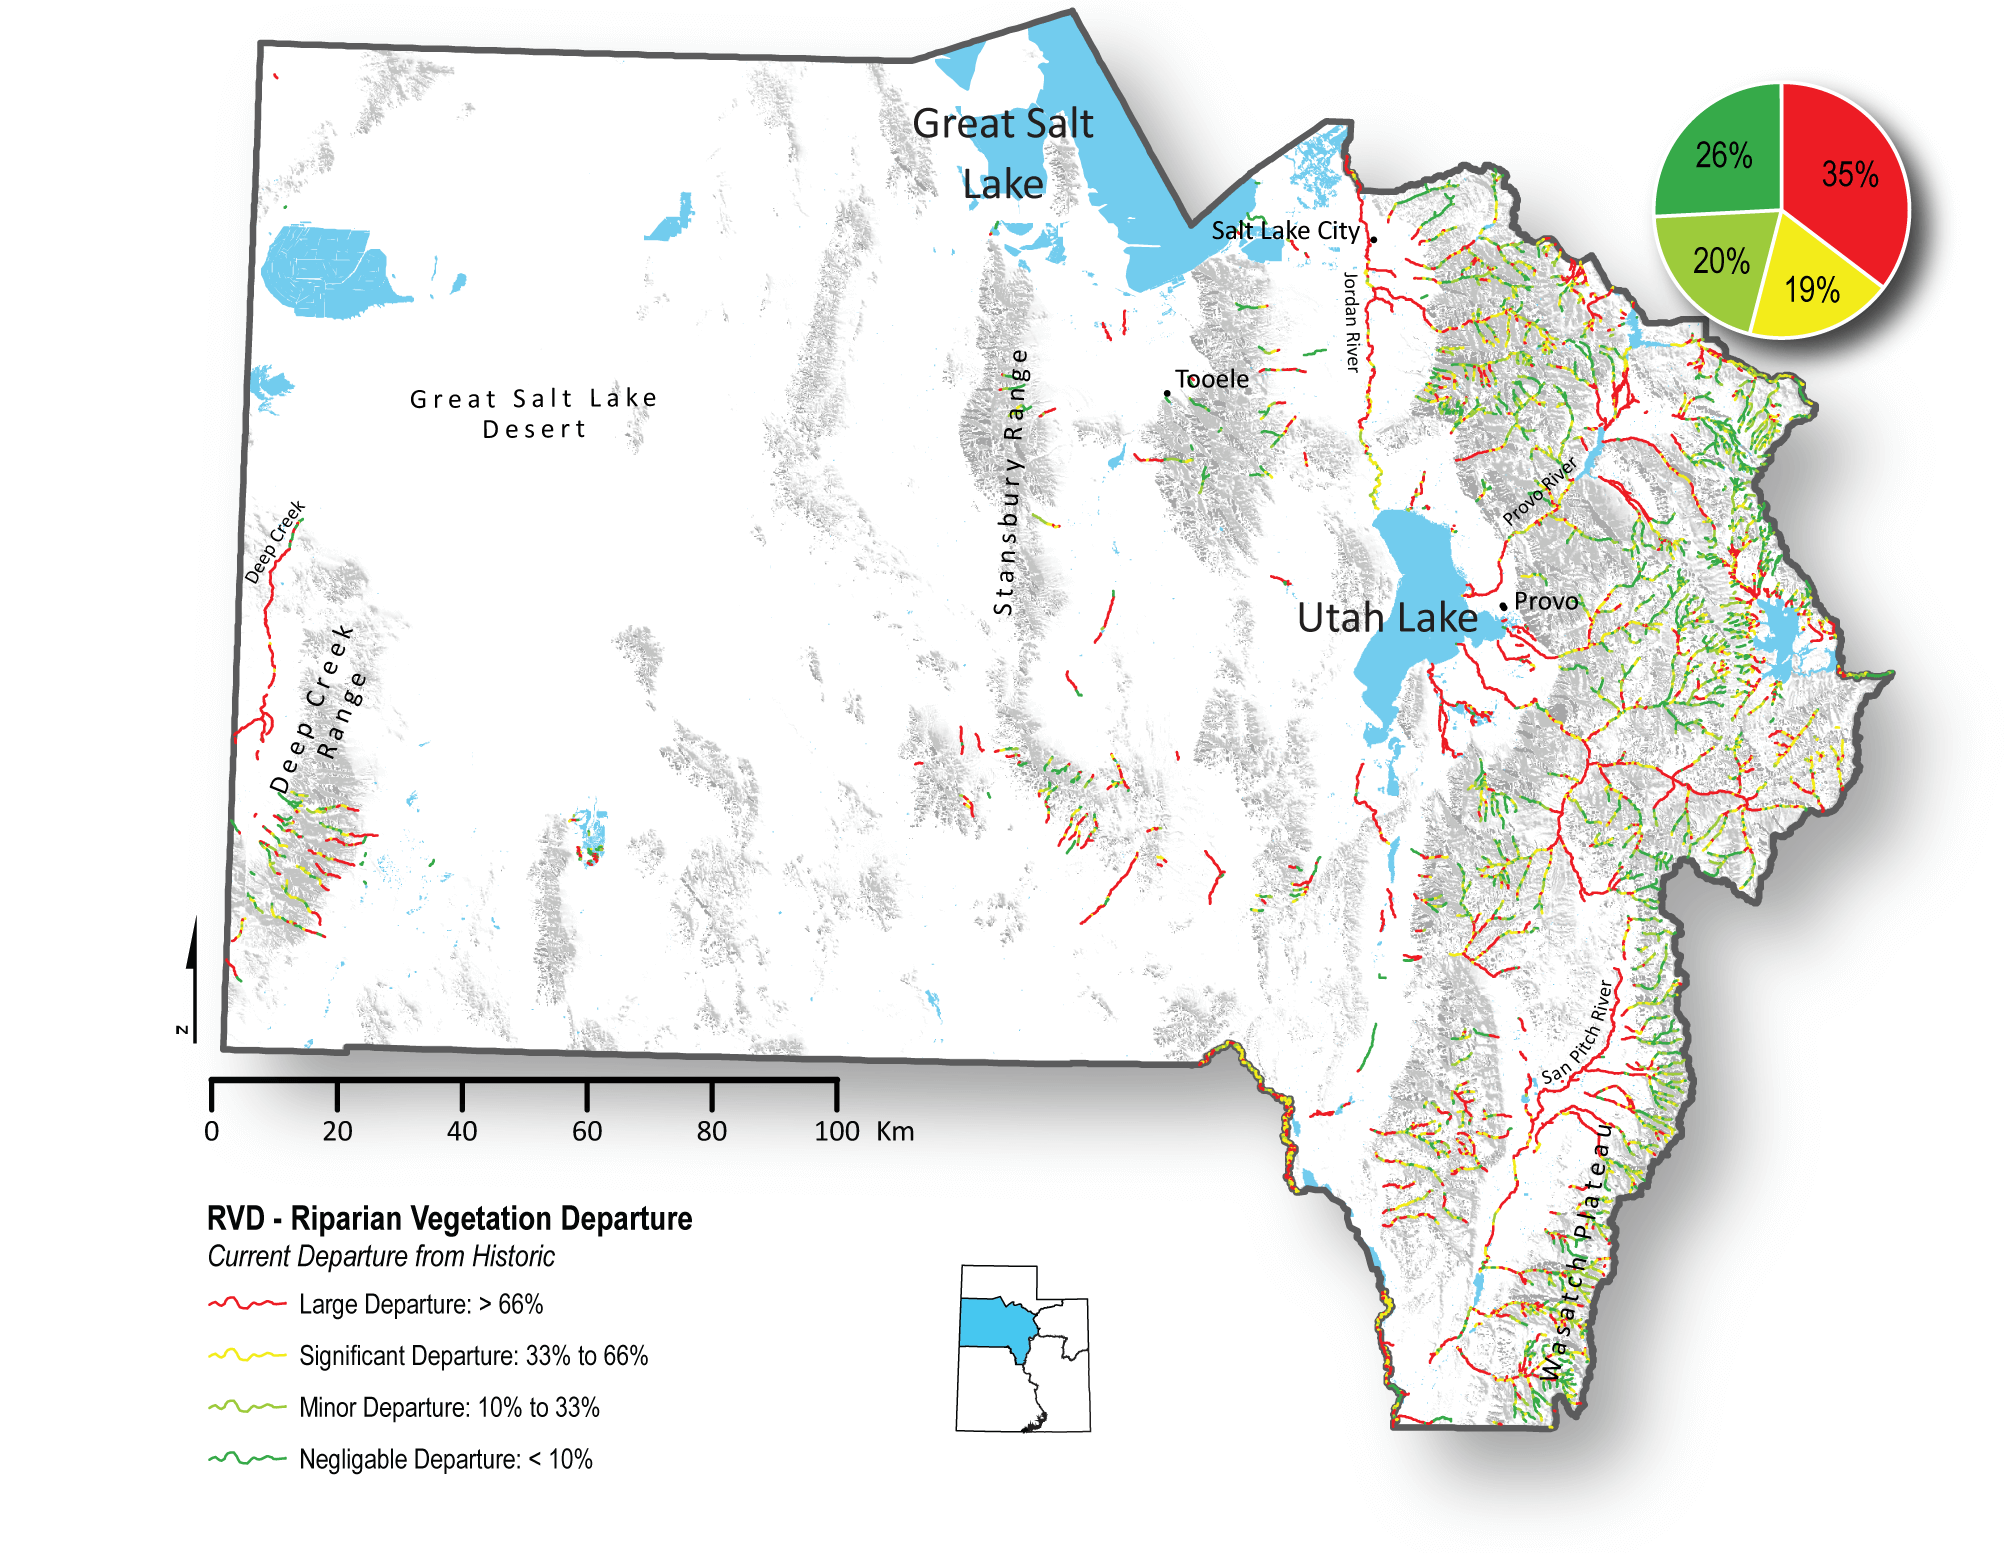 Great Salt
Lake
26%
35%
20%
19%
Salt Lake City
Jordan River
Tooele
Stansbury Range
Great Salt Lake
Desert
Provo River
Deep Creek
Utah Lake
Provo
Deep Creek
Range
San Pitch River
Wasatch Plateau
N
0 20 40 60 80 100 Km
RVD - Riparian Vegetation Departure
Current Departure from Historic
Large Departure: > 66%
Significant Departure: 33% to 66%
Minor Departure: 10% to 33%
Negligable Departure: < 10%